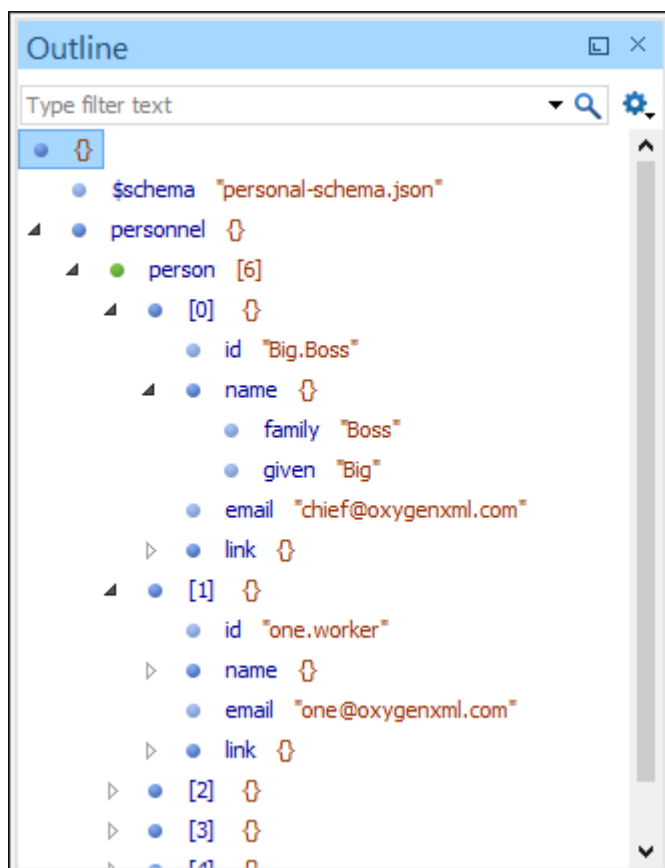 Outline
Type filter text
{}
$schema "personal-schema.json"
personnel {}
person [6]
[0] {}
id "Big.Boss"
name {}
family "Boss"
given "Big"
email "chief@oxygenxml.com"
link {}
[1] {}
id "one.worker"
name {}
email "one@oxygenxml.com"
link {}
[2] {}
[3] {}
[4] {}